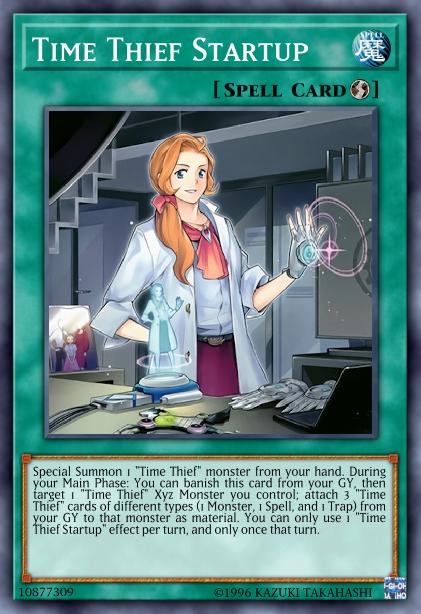 TIME THIEF STARTUP
SPELL
魔
[SPELL CARD]
Special Summon 1 "Time Thief" monster from your hand. During
your Main Phase: You can banish this card from your GY, then
target 1 "Time Thief" Xyz Monster you control; attach 3 "Time
Thief" cards of different types (1 Monster, 1 Spell, and 1 Trap) from
your GY to that monster as material. You can only use 1 "Time
Thief Startup" effect per turn, and only once that turn.
10877309
©1996 KAZUKI TAKAHASHI